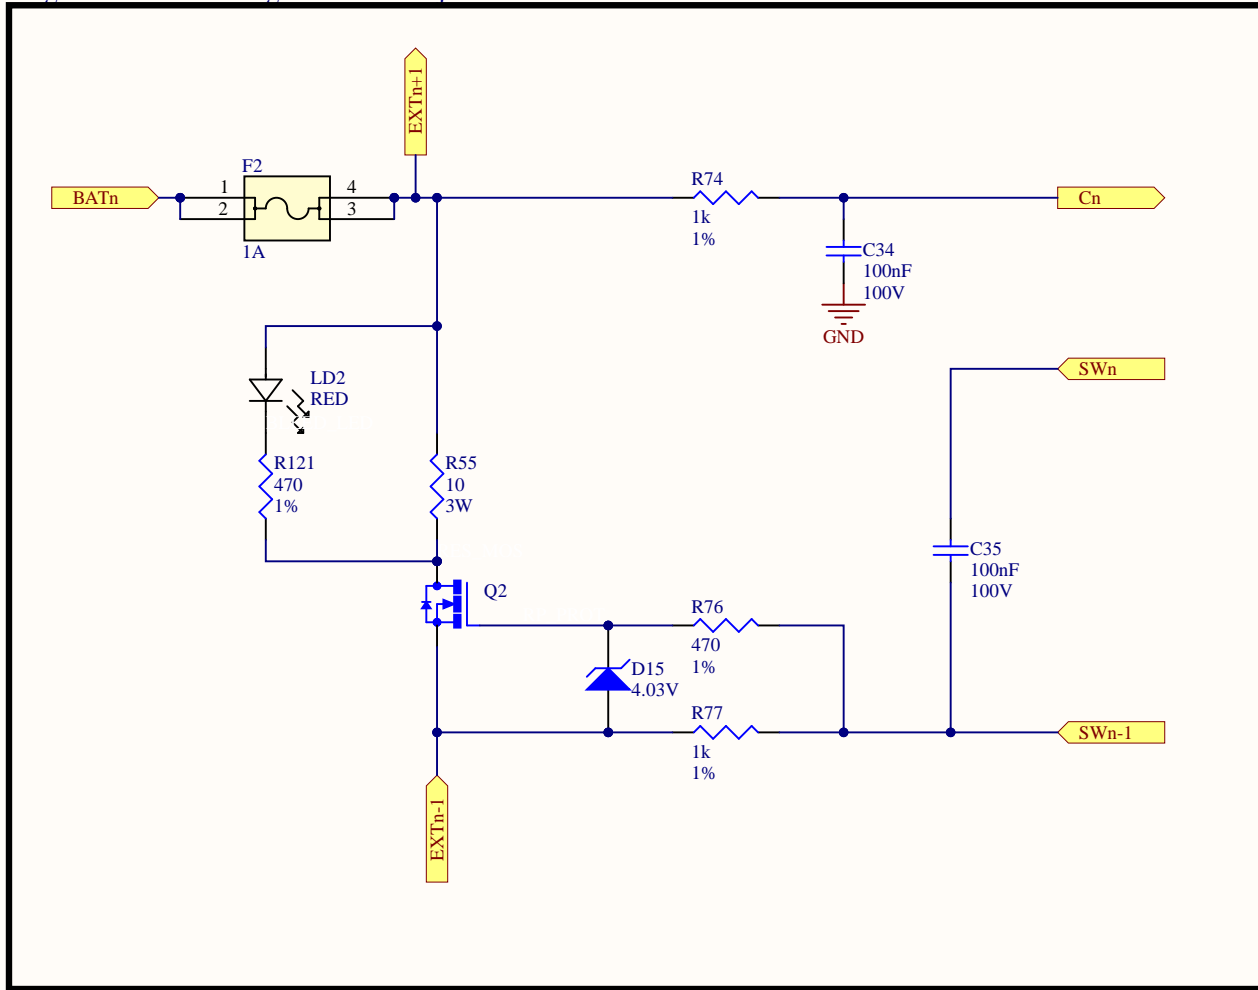 EXTn+1
F2
BATn
1
2
4
3
1A
R74
1k
1%
Cn
C34
100nF
100V
GND
SWn
LD2
RED
R121
470
1%
R55
10
3W
C35
100nF
100V
Q2
R76
470
1%
D15
4.03V
R77
1k
1%
SWn-1
EXTn-1